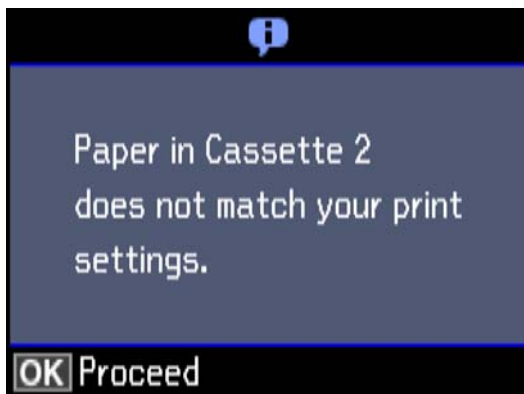 Paper in Cassette 2
does not match your print
settings.
OK Proceed